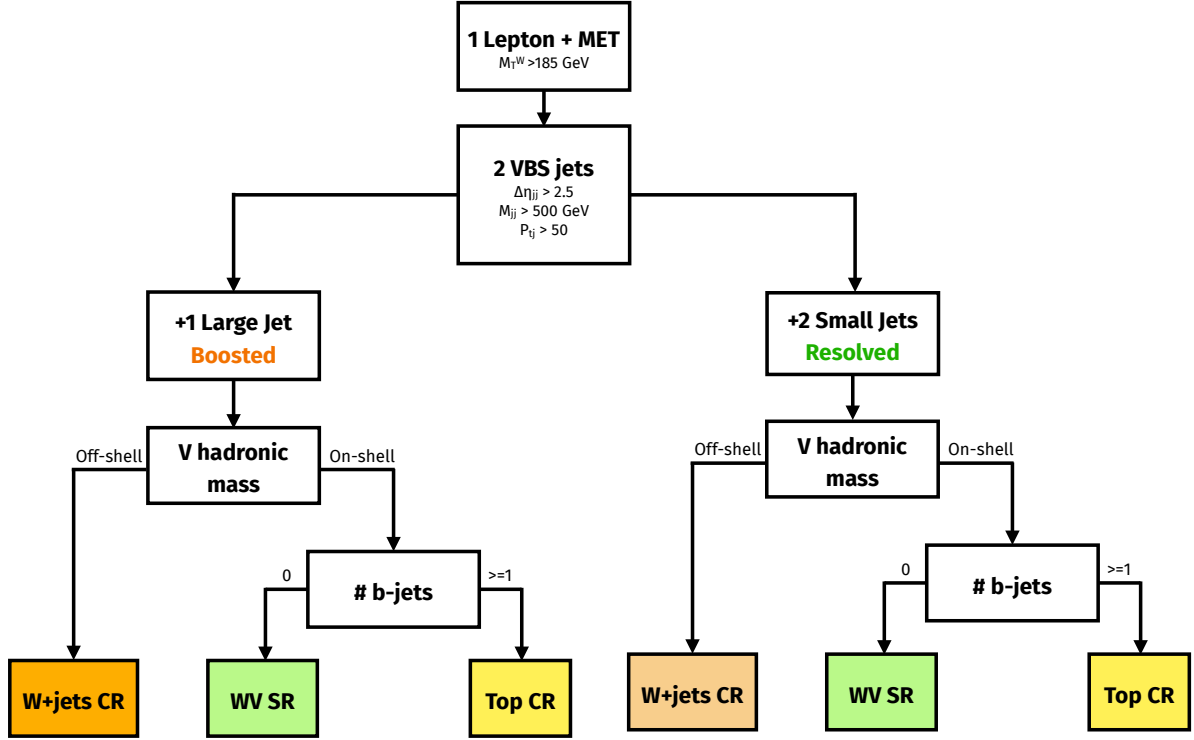 1 Lepton + MET
M_T^W >185 GeV
2 VBS jets
Δη_jj > 2.5
M_jj > 500 GeV
P_tj > 50
+1 Large Jet
Boosted
+2 Small Jets
Resolved
Off-shell
V hadronic
mass
On-shell
Off-shell
V hadronic
mass
On-shell
0
# b-jets
>=1
0
# b-jets
>=1
W+jets CR
WV SR
Top CR
W+jets CR
WV SR
Top CR